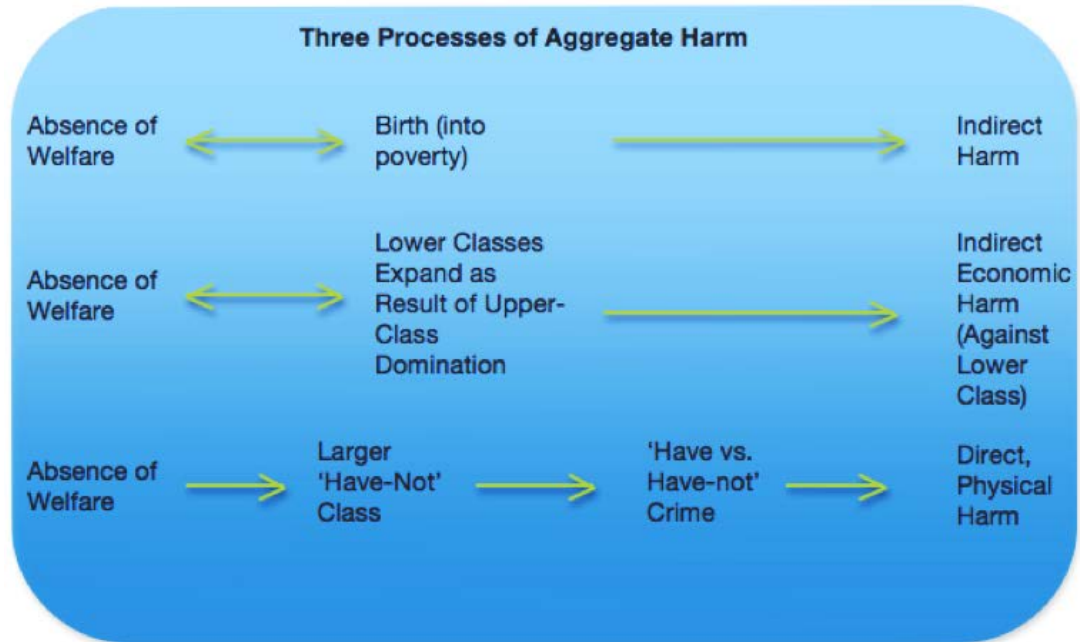 Three Processes of Aggregate Harm
Absence of
Welfare
Birth (into
poverty)
Indirect
Harm
Absence of
Welfare
Lower Classes
Expand as
Result of Upper-
Class
Domination
Indirect
Economic
Harm
(Against
Lower
Class)
Absence of
Welfare
Larger
‘Have-Not’
Class
‘Have vs.
Have-not’
Crime
Direct,
Physical
Harm